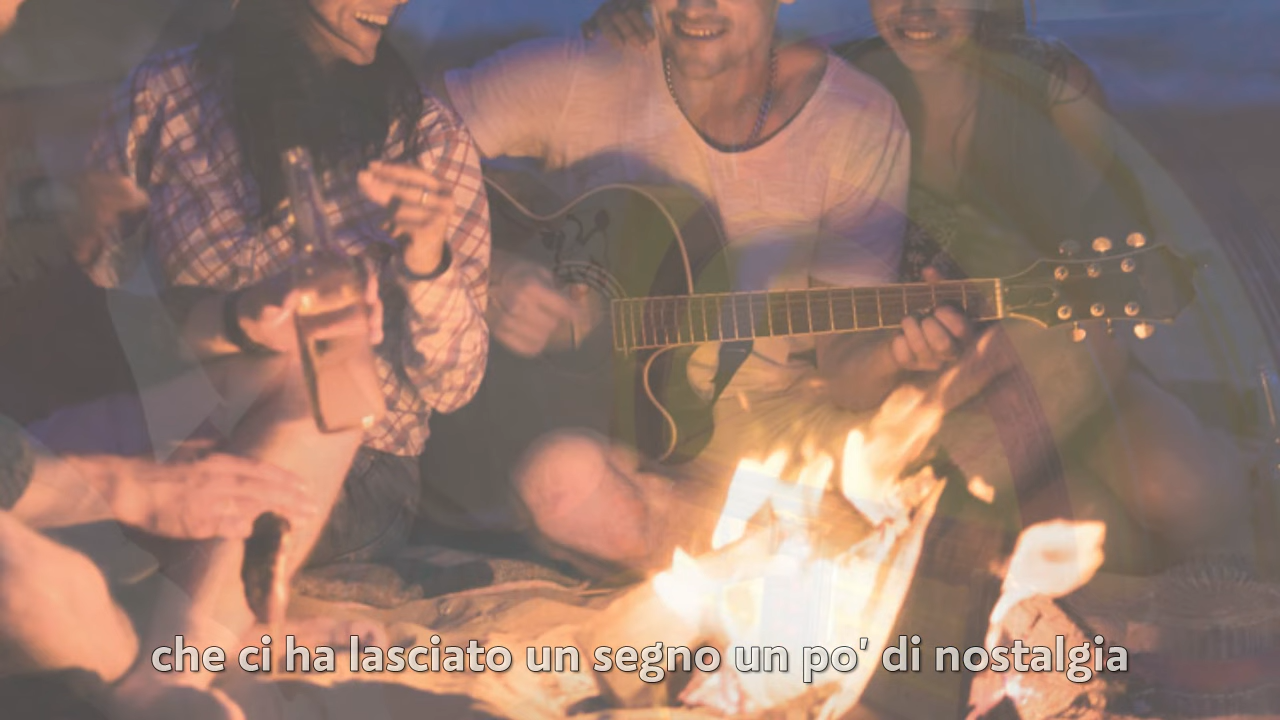 che ci ha lasciato un segno un po' di nostalgia